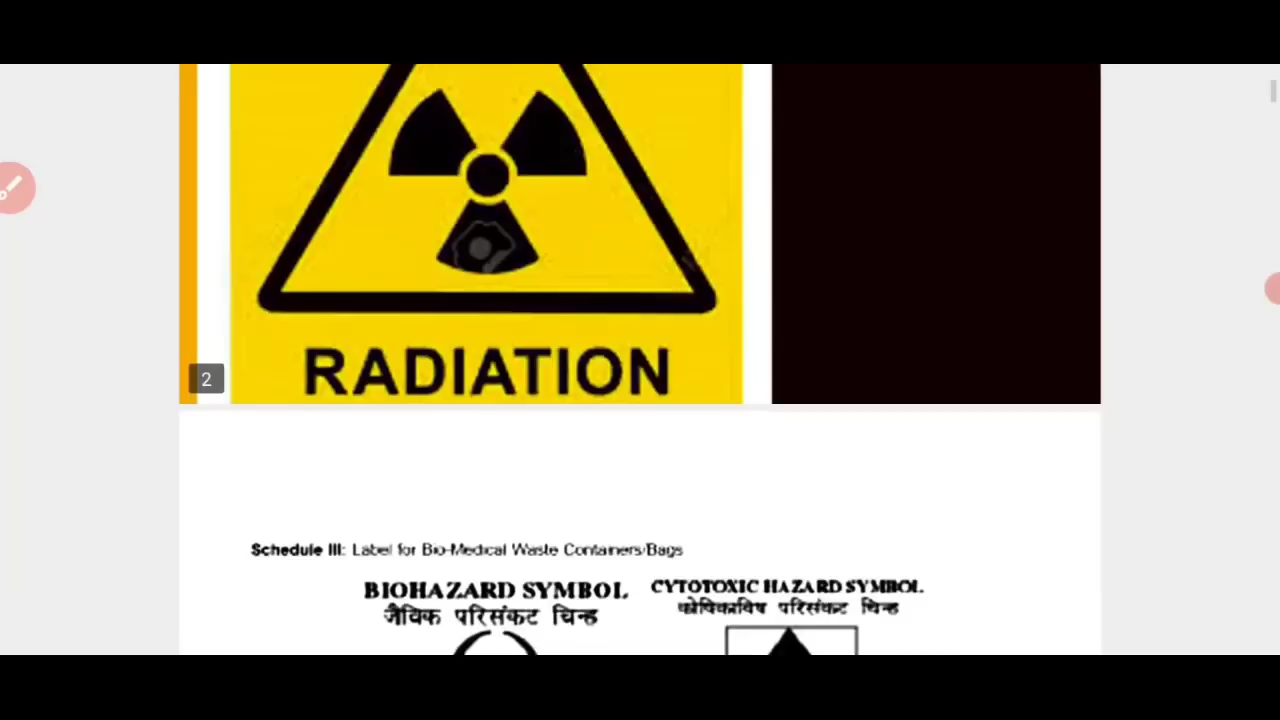 RADIATION
2
Schedule III: Label for Bio-Medical Waste Containers/Bags
BIOHAZARD SYMBOL
CYTOTOXIC HAZARD SYMBOL
जैविक परिसंकट चिन्ह
कोषिकाविष परिसंकट चिन्ह